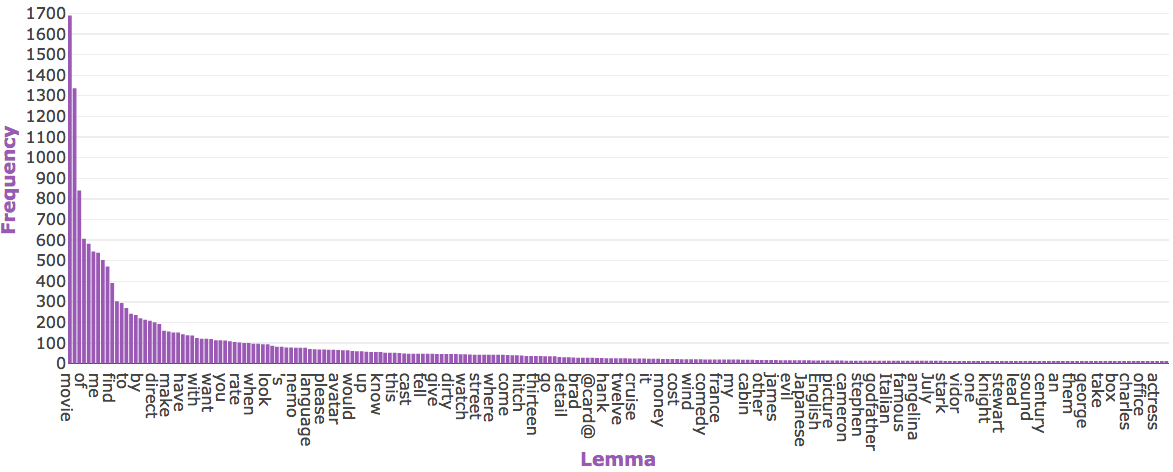 1700
1600
1500
1400
1300
1200
1100
1000
900
800
700
600
500
400
300
200
100
0
Frequency
movie
of
me
find
to
by
direct
make
have
with
want
you
rate
when
look
's
nemo
language
please
avatar
would
up
know
this
cast
tell
give
dirty
watch
street
where
come
hitch
thirteen
go
detail
brad
@card@
hank
twelve
cruise
it
money
cost
wind
comedy
france
my
cabin
other
james
evil
Japanese
English
picture
cameron
stephen
godfather
Italian
famous
angelina
July
stark
vidor
one
knight
stewart
lead
sound
century
an
them
george
take
box
charles
office
actress
Lemma